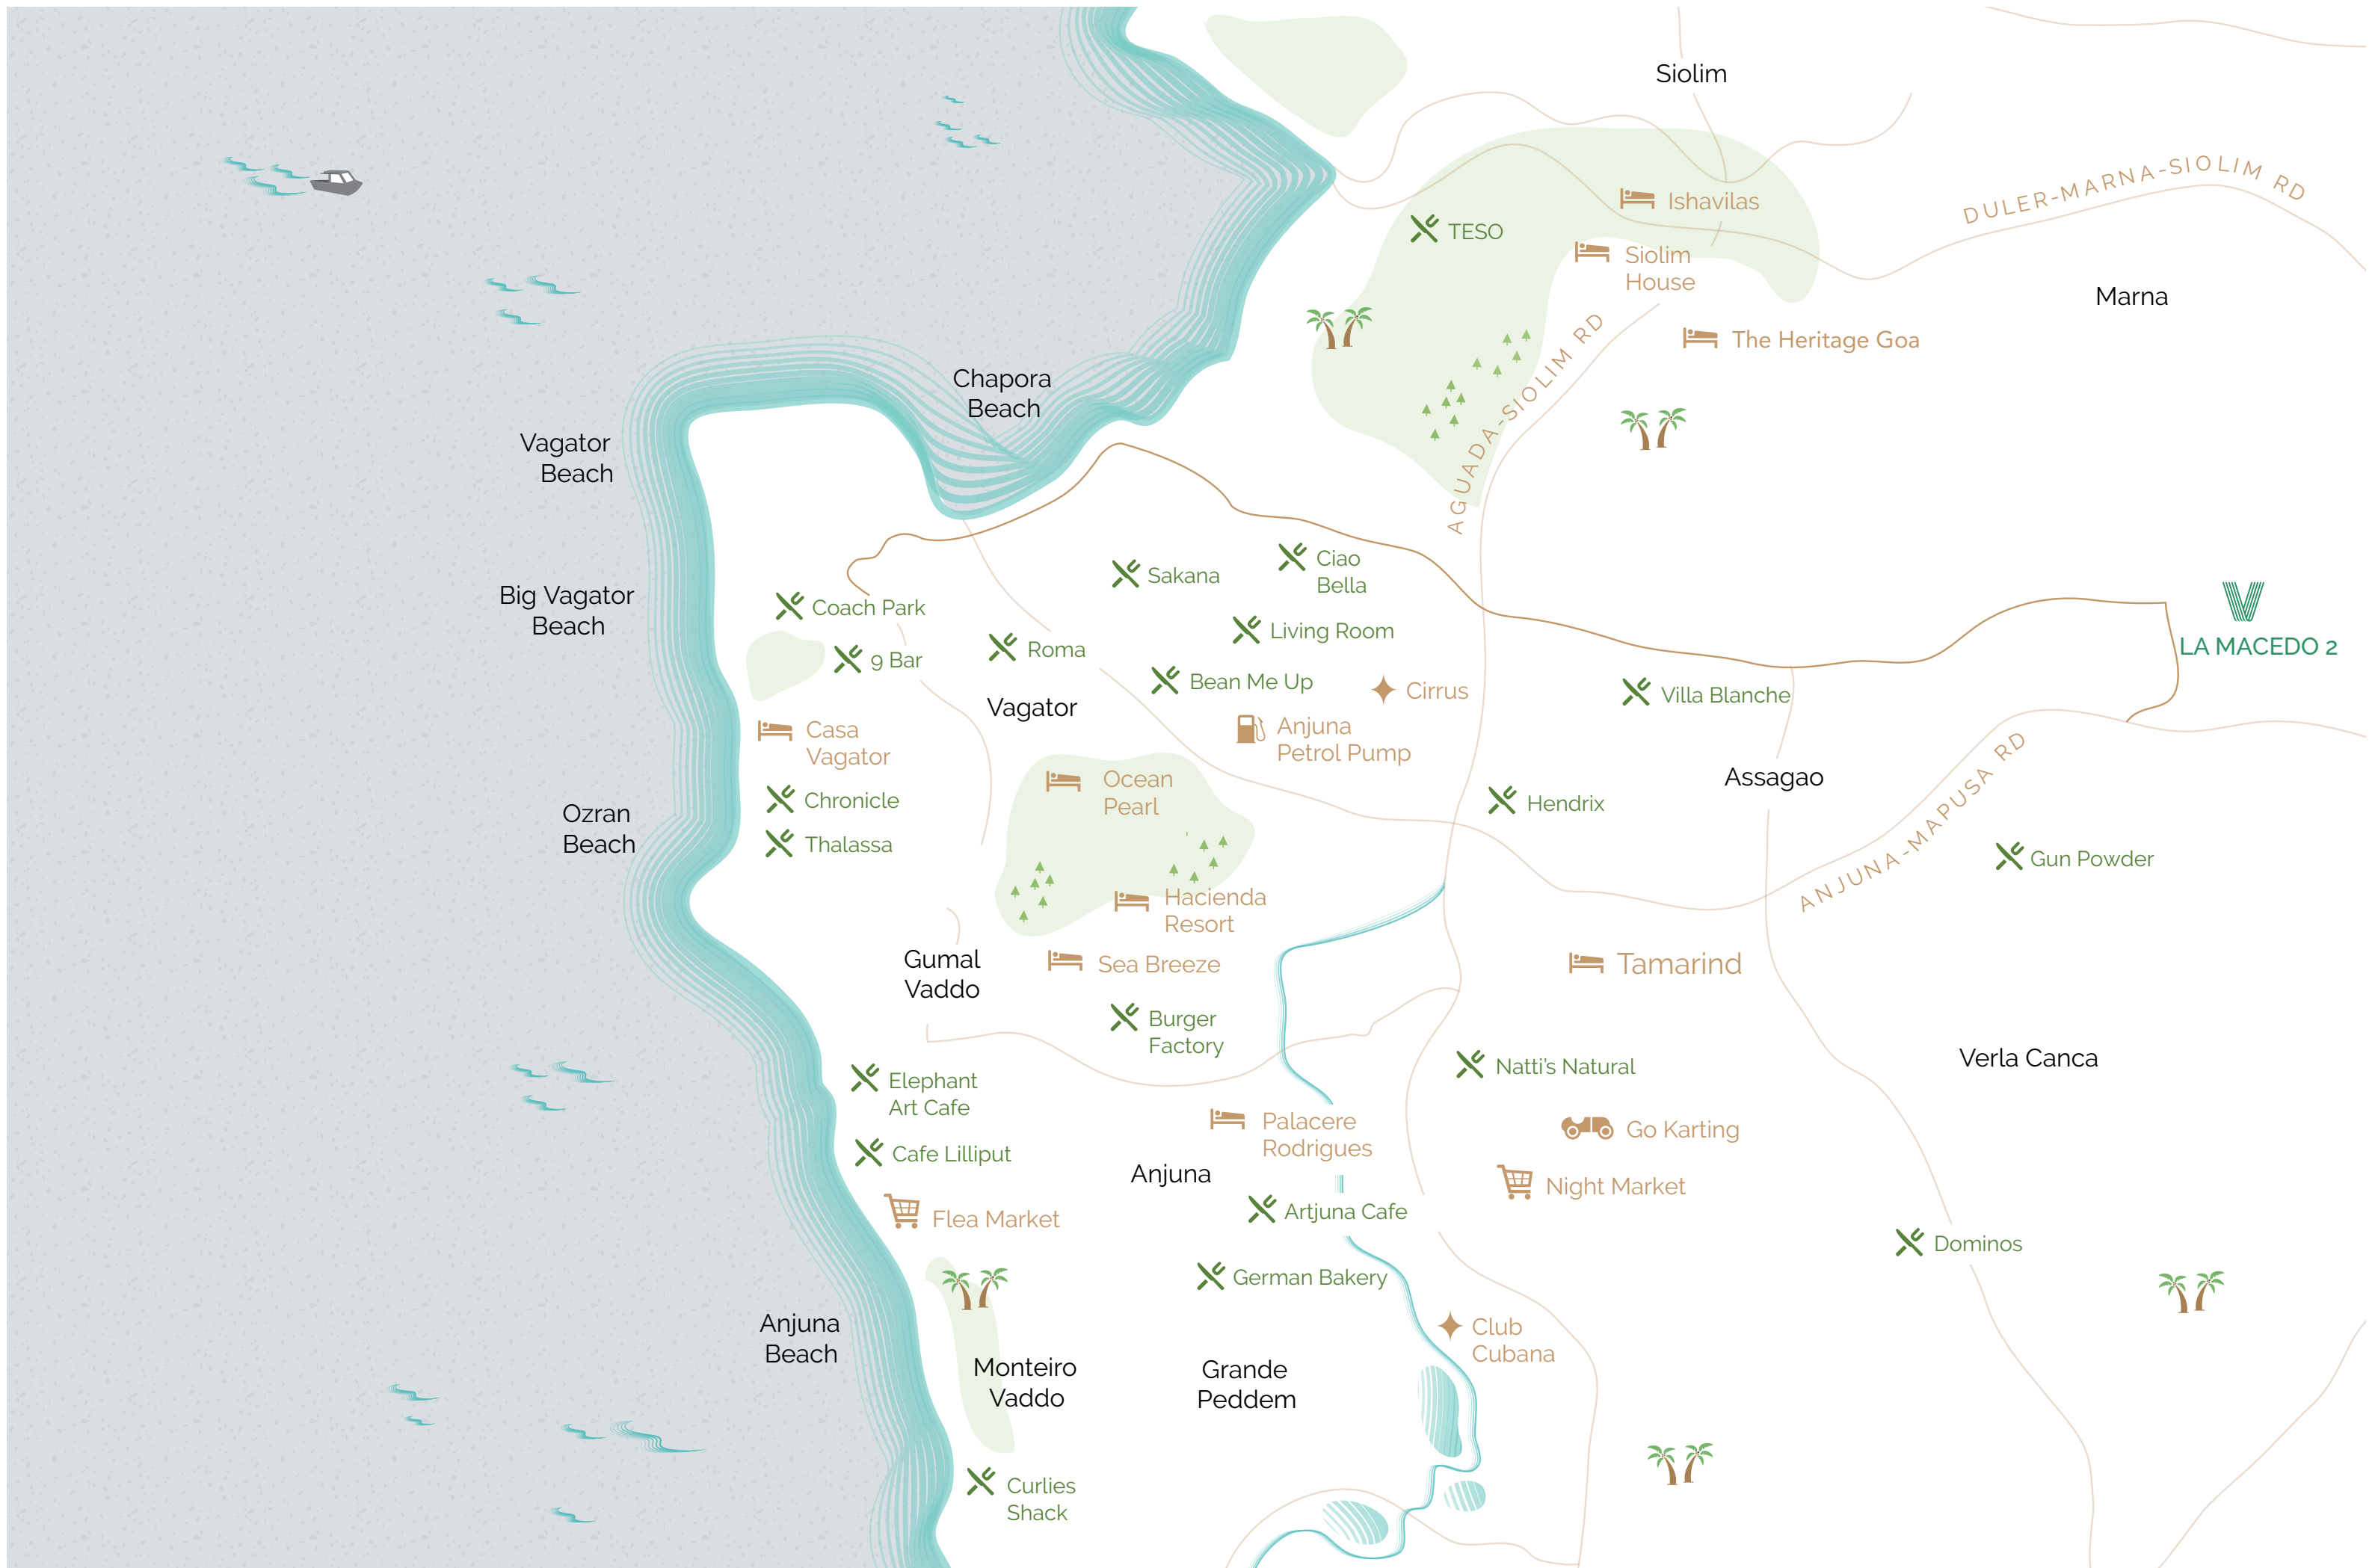 Siolim
DULER-MARNA-SIOLIM RD
Ishavilas
TESO
Siolim
House
Marna
The Heritage Goa
AGUADA-SIOLIM RD
Chapora
Beach
Vagator
Beach
Ciao
Bella
Sakana
Big Vagator
Beach
Coach Park
Living Room
LA MACEDO 2
Roma
9 Bar
Bean Me Up
Cirrus
Villa Blanche
Vagator
Casa
Vagator
Anjuna
Petrol Pump
Ocean
Pearl
Assagao
ANJUNA-MAPUSA RD
Chronicle
Hendrix
Ozran
Beach
Thalassa
Gun Powder
Hacienda
Resort
Gumal
Vaddo
Sea Breeze
Tamarind
Burger
Factory
Verla Canca
Natti's Natural
Elephant
Art Cafe
Palacere
Rodrigues
Go Karting
Cafe Lilliput
Anjuna
Night Market
Artjuna Cafe
Flea Market
Dominos
German Bakery
Anjuna
Beach
Club
Cubana
Monteiro
Vaddo
Grande
Peddem
Curlies
Shack